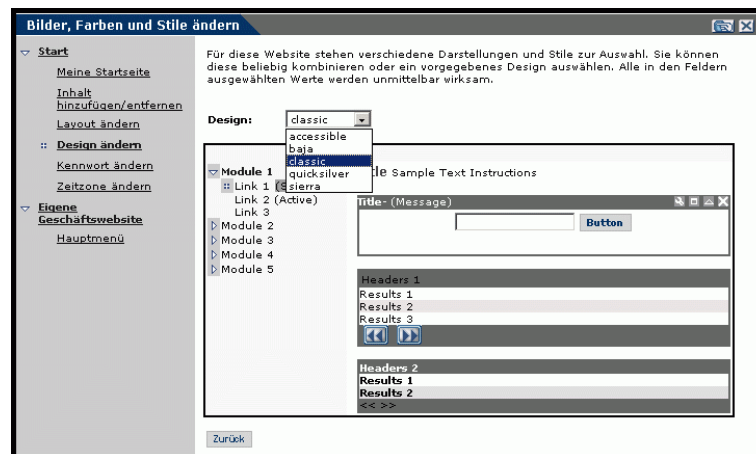 Bilder, Farben und Stile ändern
Start
Meine Startseite
Inhalt
hinzufügen/entfernen
Layout ändern
Design ändern
Kennwort ändern
Zeitzone ändern
Eigene
Geschäftswebsite
Hauptmenü
Für diese Website stehen verschiedene Darstellungen und Stile zur Auswahl. Sie können
diese beliebig kombinieren oder ein vorgegebenes Design auswählen. Alle in den Feldern
ausgewählten Werte werden unmittelbar wirksam.
Design:
classic
accessible
baja
classic
quicksilver
sierra
Module 1
Link 1
Link 2 (Active)
Link 3
Module 2
Module 3
Module 4
Module 5
Sample Text Instructions
Title- (Message)
Button
Headers 1
Results 1
Results 2
Results 3
Headers 2
Results 1
Results 2
<< >>
Zurück